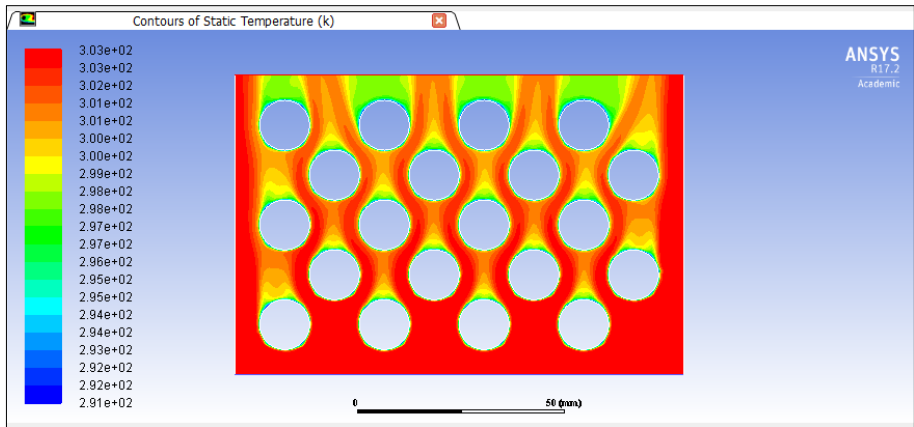 Contours of Static Temperature (k)
3.03e+02
3.03e+02
3.02e+02
3.01e+02
3.01e+02
3.00e+02
3.00e+02
2.99e+02
2.98e+02
2.98e+02
2.97e+02
2.96e+02
2.95e+02
2.95e+02
2.94e+02
2.94e+02
2.93e+02
2.92e+02
2.92e+02
2.91e+02
ANSYS
R17.2
Academic
0 50 (mm)